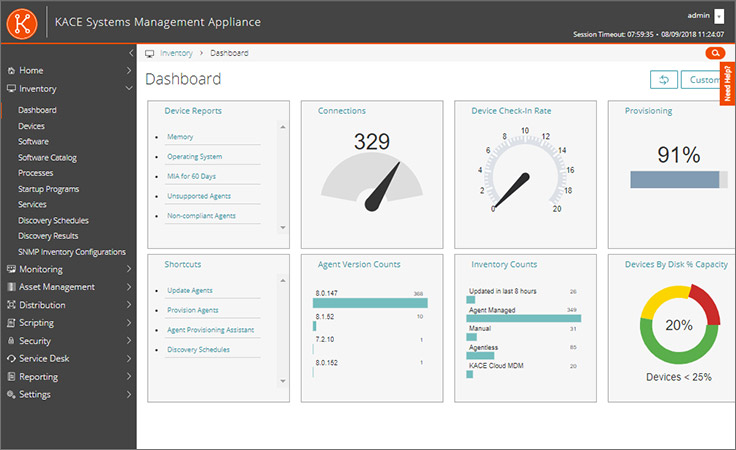 KACE Systems Management Appliance
admin
Session Timeout: 07:59:35 • 08/09/2018 11:24:07
Home
Inventory
Dashboard
Devices
Software
Software Catalog
Processes
Startup Programs
Services
Discovery Schedules
Discovery Results
SNMP Inventory Configurations
Monitoring
Asset Management
Distribution
Scripting
Security
Service Desk
Reporting
Settings
Inventory > Dashboard
Dashboard
Custom
Need Help?
Device Reports
Memory
Operating System
MIA for 60 Days
Unsupported Agents
Non-compliant Agents
Connections
329
Device Check-In Rate
0 2 4 6 8 10 12 14 16 18 20
Provisioning
91%
Shortcuts
Update Agents
Provision Agents
Agent Provisioning Assistant
Discovery Schedules
Agent Version Counts
8.0.147 368
8.1.52 10
7.2.10 1
8.0.152 1
Inventory Counts
Updated in last 8 hours 26
Agent Managed 349
Manual 31
Agentless 85
KACE Cloud MDM 20
Devices By Disk % Capacity
20%
Devices < 25%